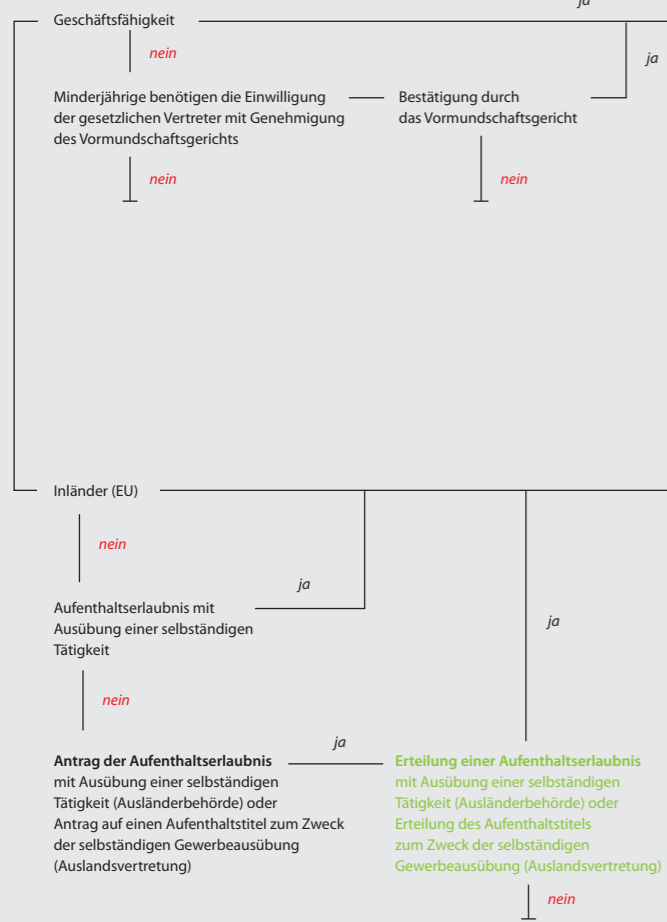 ja
Geschäftsfähigkeit
nein
ja
Minderjährige benötigen die Einwilligung
der gesetzlichen Vertreter mit Genehmigung
des Vormundschaftsgerichts
Bestätigung durch
das Vormundschaftsgericht
nein
nein
Inländer (EU)
nein
ja
Aufenthaltserlaubnis mit
Ausübung einer selbständigen
Tätigkeit
ja
nein
ja
Antrag der Aufenthaltserlaubnis
mit Ausübung einer selbständigen
Tätigkeit (Ausländerbehörde) oder
Antrag auf einen Aufenthaltstitel zum Zweck
der selbständigen Gewerbeausübung
(Auslandsvertretung)
Erteilung einer Aufenthaltserlaubnis
mit Ausübung einer selbständigen
Tätigkeit (Ausländerbehörde) oder
Erteilung des Aufenthaltstitels
zum Zweck der selbständigen
Gewerbeausübung (Auslandsvertretung)
nein